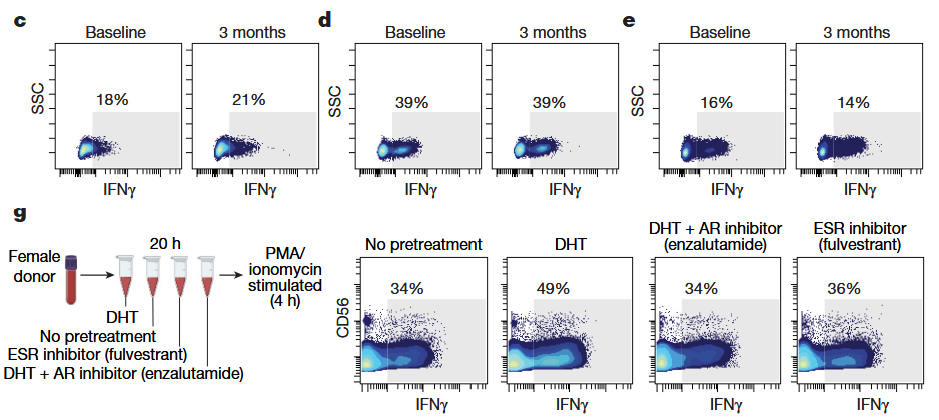 c
Baseline
3 months
SSC
18%
21%
IFNγ
IFNγ
d
Baseline
3 months
SSC
39%
39%
IFNγ
IFNγ
e
Baseline
3 months
SSC
16%
14%
IFNγ
IFNγ
g
Female
donor
20 h
PMA/
ionomycin
stimulated
(4 h)
DHT
No pretreatment
ESR inhibitor (fulvestrant)
DHT + AR inhibitor (enzalutamide)
No pretreatment
DHT
DHT + AR inhibitor
(enzalutamide)
ESR inhibitor
(fulvestrant)
CD56
34%
49%
34%
36%
IFNγ
IFNγ
IFNγ
IFNγ